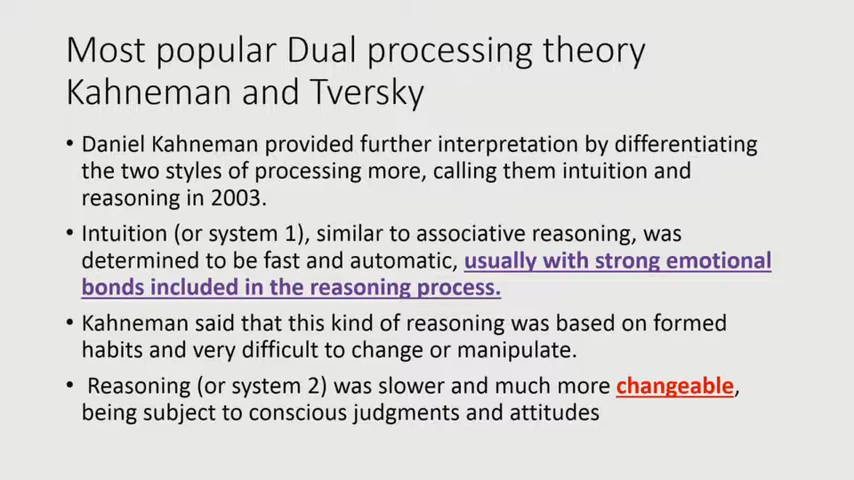 Most popular Dual processing theory
Kahneman and Tversky
• Daniel Kahneman provided further interpretation by differentiating
the two styles of processing more, calling them intuition and
reasoning in 2003.
• Intuition (or system 1), similar to associative reasoning, was
determined to be fast and automatic, usually with strong emotional
bonds included in the reasoning process.
• Kahneman said that this kind of reasoning was based on formed
habits and very difficult to change or manipulate.
• Reasoning (or system 2) was slower and much more changeable,
being subject to conscious judgments and attitudes